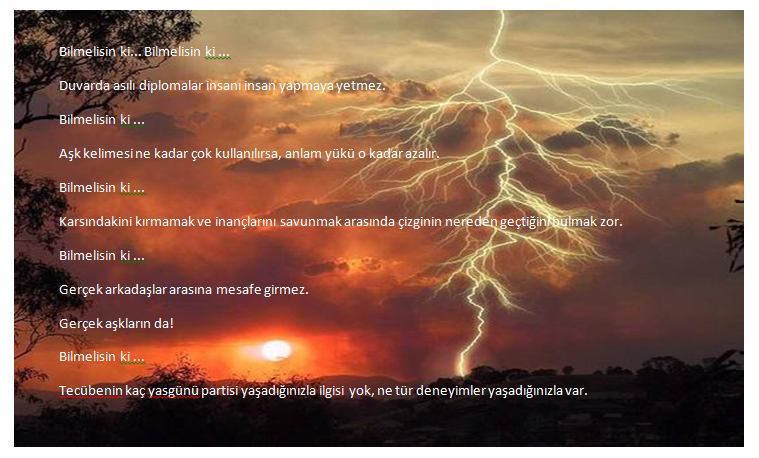 Bilmelisin ki... Bilmelisin ki ...
Duvarda asılı diplomalar insanı insan yapmaya yetmez.
Bilmelisin ki ...
Aşk kelimesi ne kadar çok kullanılırsa, anlam yükü o kadar azalır.
Bilmelisin ki ...
Karsındakini kırmamak ve inançlarını savunmak arasında çizginin nereden geçtiğini bulmak zor.
Bilmelisin ki ...
Gerçek arkadaşlar arasına mesafe girmez.
Gerçek aşkların da!
Bilmelisin ki ...
Tecübenin kaç yasgünü partisi yaşadığınızla ilgisi yok, ne tür deneyimler yaşadığınızla var.